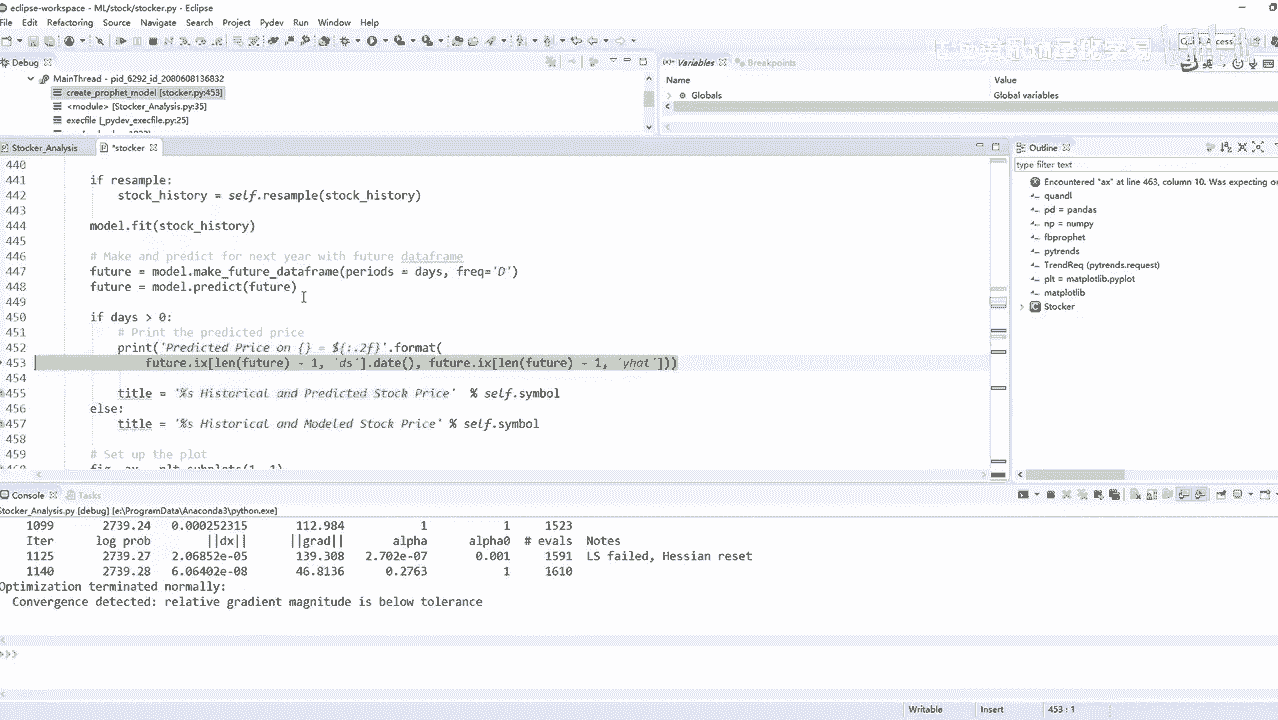 eclipse-workspace - ML/stock/stocker.py - Eclipse
File Edit Refactoring Source Navigate Search Project Pydev Run Window Help
Debug
MainThread - pid_6292_id_2080608136832
create_prophet_model [stocker.py:453]
<module> [Stocker_Analysis.py:35]
execfile [_pydev_execfile.py:25]
Variables Breakpoints
Name Value
Globals Global variables
Stocker_Analysis *stocker
440
441 if resample:
442 stock_history = self.resample(stock_history)
443
444 model.fit(stock_history)
445
446 # Make and predict for next year with future dataframe
447 future = model.make_future_dataframe(periods = days, freq='D')
448 future = model.predict(future)
449
450 if days > 0:
451 # Print the predicted price
452 print('Predicted Price on {} = ${:.2f}'.format(
453 future.ix[len(future) - 1, 'ds'].date(), future.ix[len(future) - 1, 'yhat']))
454
455 title = '%s Historical and Predicted Stock Price' % self.symbol
456 else:
457 title = '%s Historical and Modeled Stock Price' % self.symbol
458
459 # Set up the plot
460 fig, ax = plt.subplots(1, 1)
Outline
type filter text
Encountered "ax" at line 463, column 10. Was expecting
quandl
pd = pandas
np = numpy
fbprophet
pytrends
TrendReq (pytrends.request)
plt = matplotlib.pyplot
matplotlib
Stocker
Console Tasks
Stocker_Analysis.py [debug] [e:\ProgramData\Anaconda3\python.exe]
1099 2739.24 0.000252315 112.984 1 1 1523
Iter log prob ||dx|| ||grad|| alpha alpha0 # evals Notes
1125 2739.27 2.06852e-05 139.308 2.702e-07 0.001 1591 LS failed, Hessian reset
1140 2739.28 6.06402e-08 46.8136 0.2763 1 1610
Optimization terminated normally:
Convergence detected: relative gradient magnitude is below tolerance
>>>
Writable Insert 453 : 1